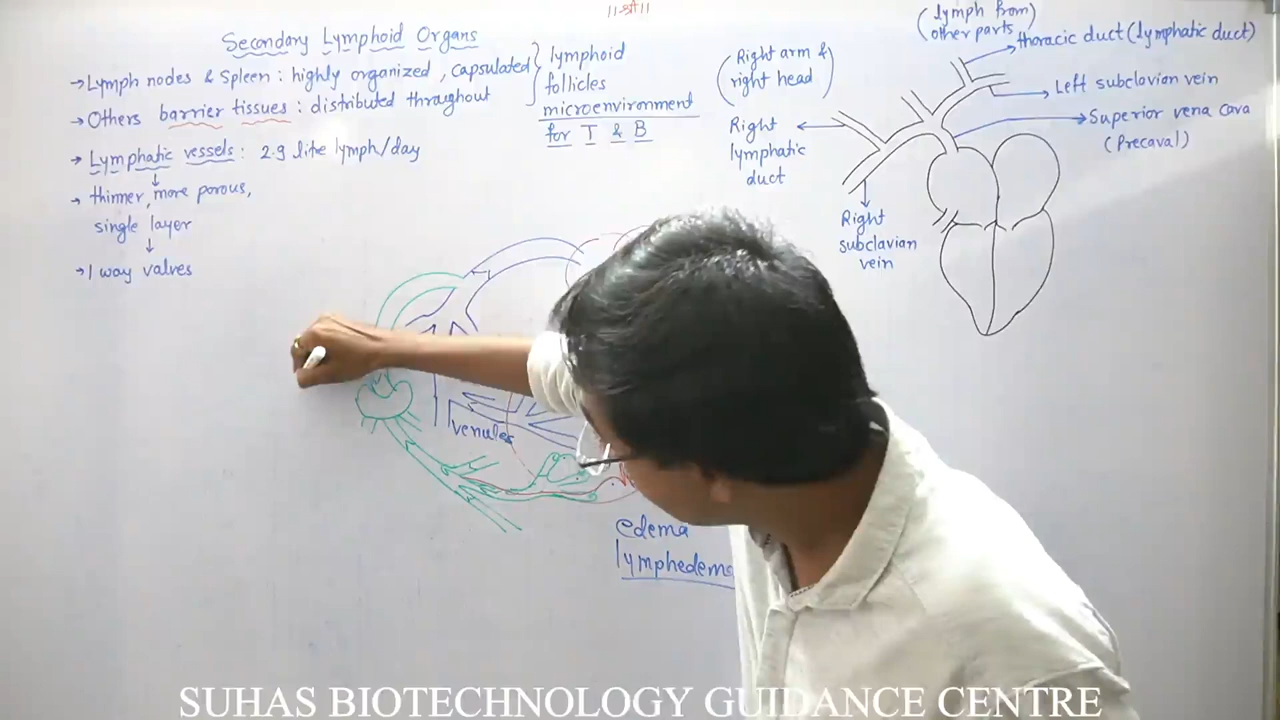 ॥श्री॥
Secondary Lymphoid Organs
→Lymph nodes & Spleen : highly organized, capsulated
→ Others barrier tissues : distributed throughout
lymphoid
follicles
microenvironment
for T & B
→ Lymphatic vessels : 2.9 lite lymph/day
→ thinner, more porous,
single layer
→ 1 way valves
(lymph from)
other parts
thoracic duct (lymphatic duct)
(Right arm &
right head)
Left subclavian vein
Superior vena cava
(Precaval)
Right
lymphatic
duct
Right
subclavian
vein
venules
edema
lymphedema
SUHAS BIOTECHNOLOGY GUIDANCE CENTRE